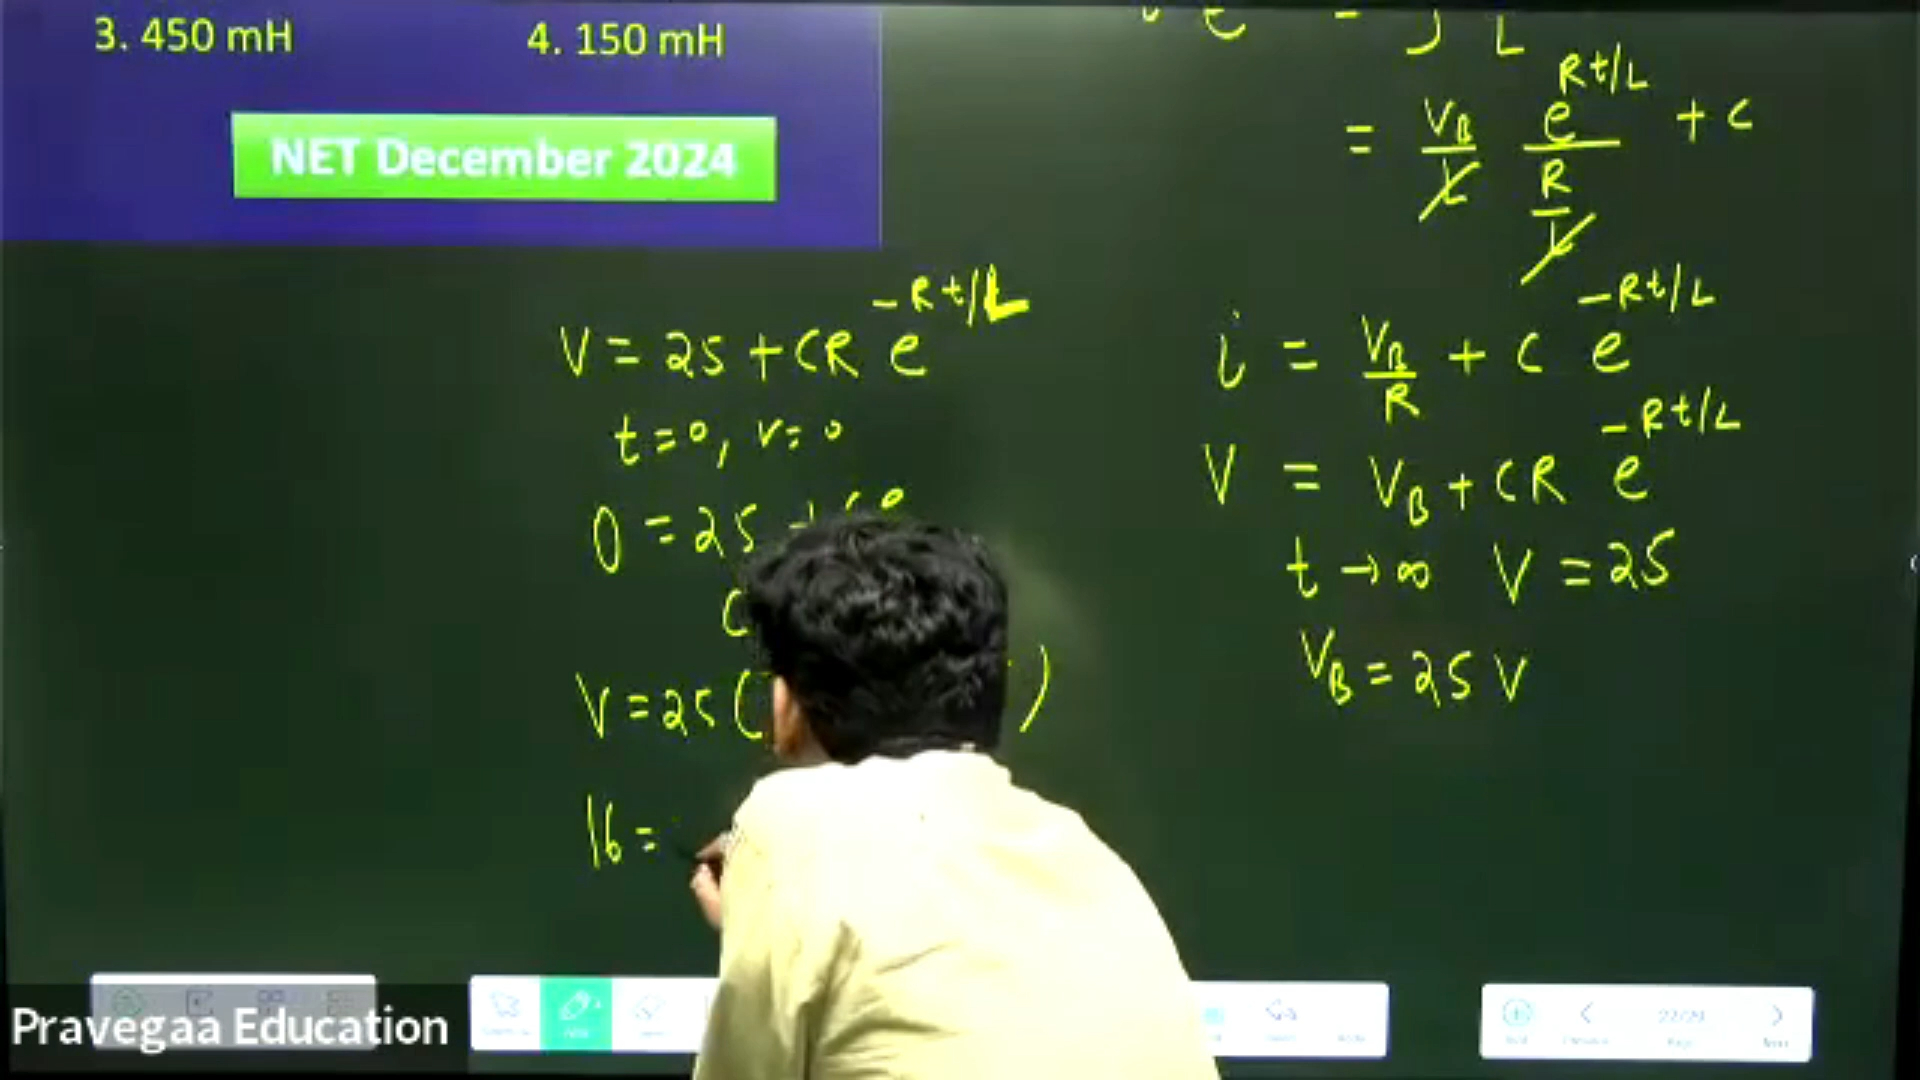 3. 450 mH 4. 150 mH
NET December 2024
= V_B/L e^{Rt/L}/(R/L) + C
V = 25 + CR e^{-Rt/L}
t = 0, V = 0
0 = 25 +
C
V = 25 ( )
16 =
i = V_B/R + C e^{-Rt/L}
V = V_B + CR e^{-Rt/L}
t → ∞ V = 25
V_B = 25 V
Pravegaa Education